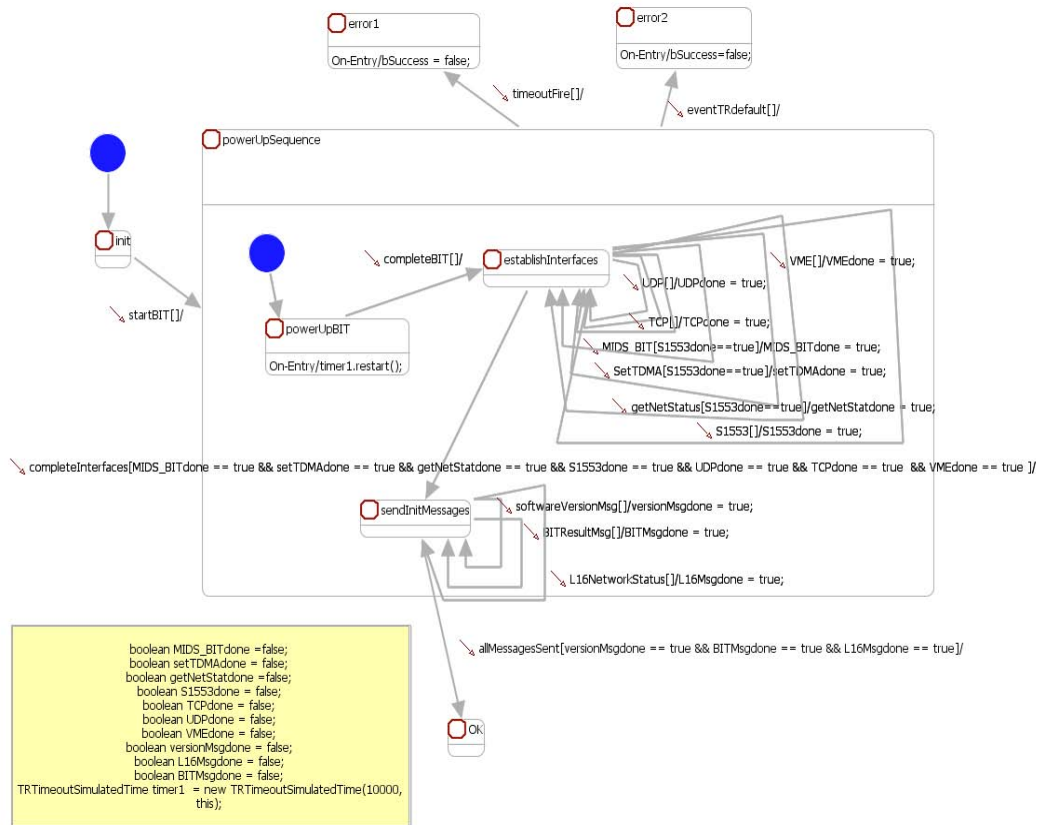 error1
On-Entry/bSuccess = false;
error2
On-Entry/bSuccess=false;
timeoutFire[]/
eventTRdefault[]/
powerUpSequence
init
startBIT[]/
completeBIT[]/
establishInterfaces
VME[]/VMEdone = true;
UDP[]/UDPdone = true;
powerUpBIT
On-Entry/timer1.restart();
TCP[]/TCPdone = true;
MIDS_BIT[S1553done==true]/MIDS_BITdone = true;
SetTDMA[S1553done==true]/setTDMAdone = true;
getNetStatus[S1553done==true]/getNetStatdone = true;
S1553[]/S1553done = true;
completeInterfaces[MIDS_BITdone == true && setTDMAdone == true && getNetStatdone == true && S1553done == true && UDPdone == true && TCPdone == true && VMEdone == true ]/
sendInitMessages
softwareVersionMsg[]/versionMsgdone = true;
BITResultMsg[]/BITMsgdone = true;
L16NetworkStatus[]/L16Msgdone = true;
allMessagesSent[versionMsgdone == true && BITMsgdone == true && L16Msgdone == true]/
Ok
boolean MIDS_BITdone =false;
boolean setTDMAdone = false;
boolean getNetStatdone =false;
boolean S1553done = false;
boolean TCPdone = false;
boolean UDPdone = false;
boolean VMEdone = false;
boolean versionMsgdone = false;
boolean L16Msgdone = false;
boolean BITMsgdone = false;
TRTimeoutSimulatedTime timer1 = new TRTimeoutSimulatedTime(10000,
this);